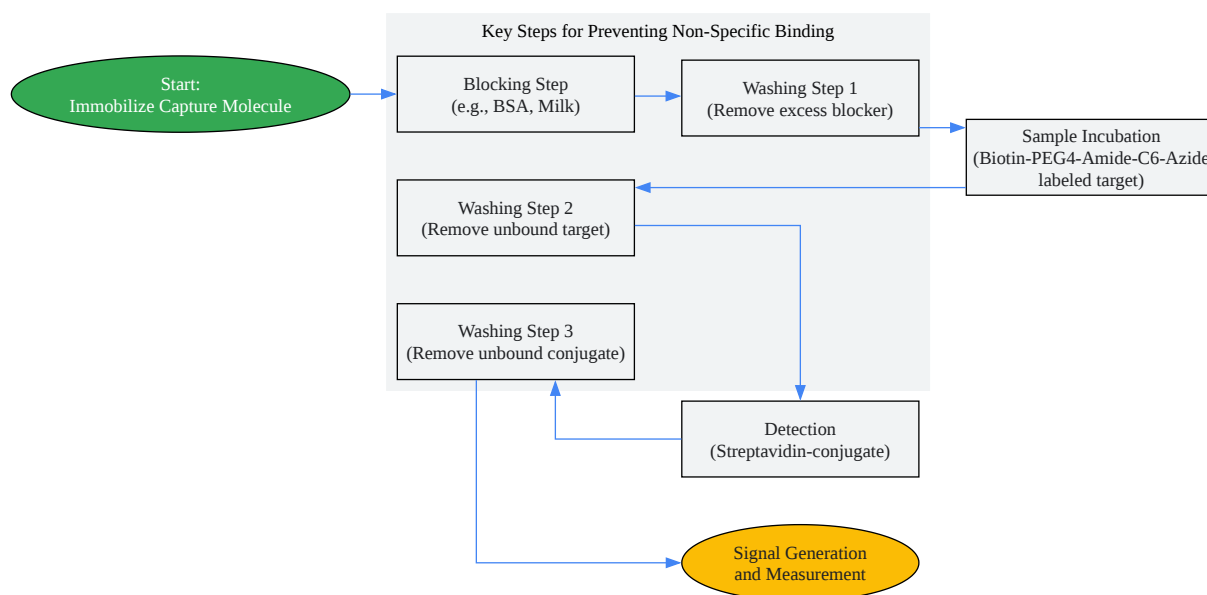 Key Steps for Preventing Non-Specific Binding
Start:
Immobilize Capture Molecule
Blocking Step
(e.g., BSA, Milk)
Washing Step 1
(Remove excess blocker)
Sample Incubation
(Biotin-PEG4-Amide-C6-Azide
labeled target)
Washing Step 2
(Remove unbound target)
Detection
(Streptavidin-conjugate)
Washing Step 3
(Remove unbound conjugate)
Signal Generation
and Measurement